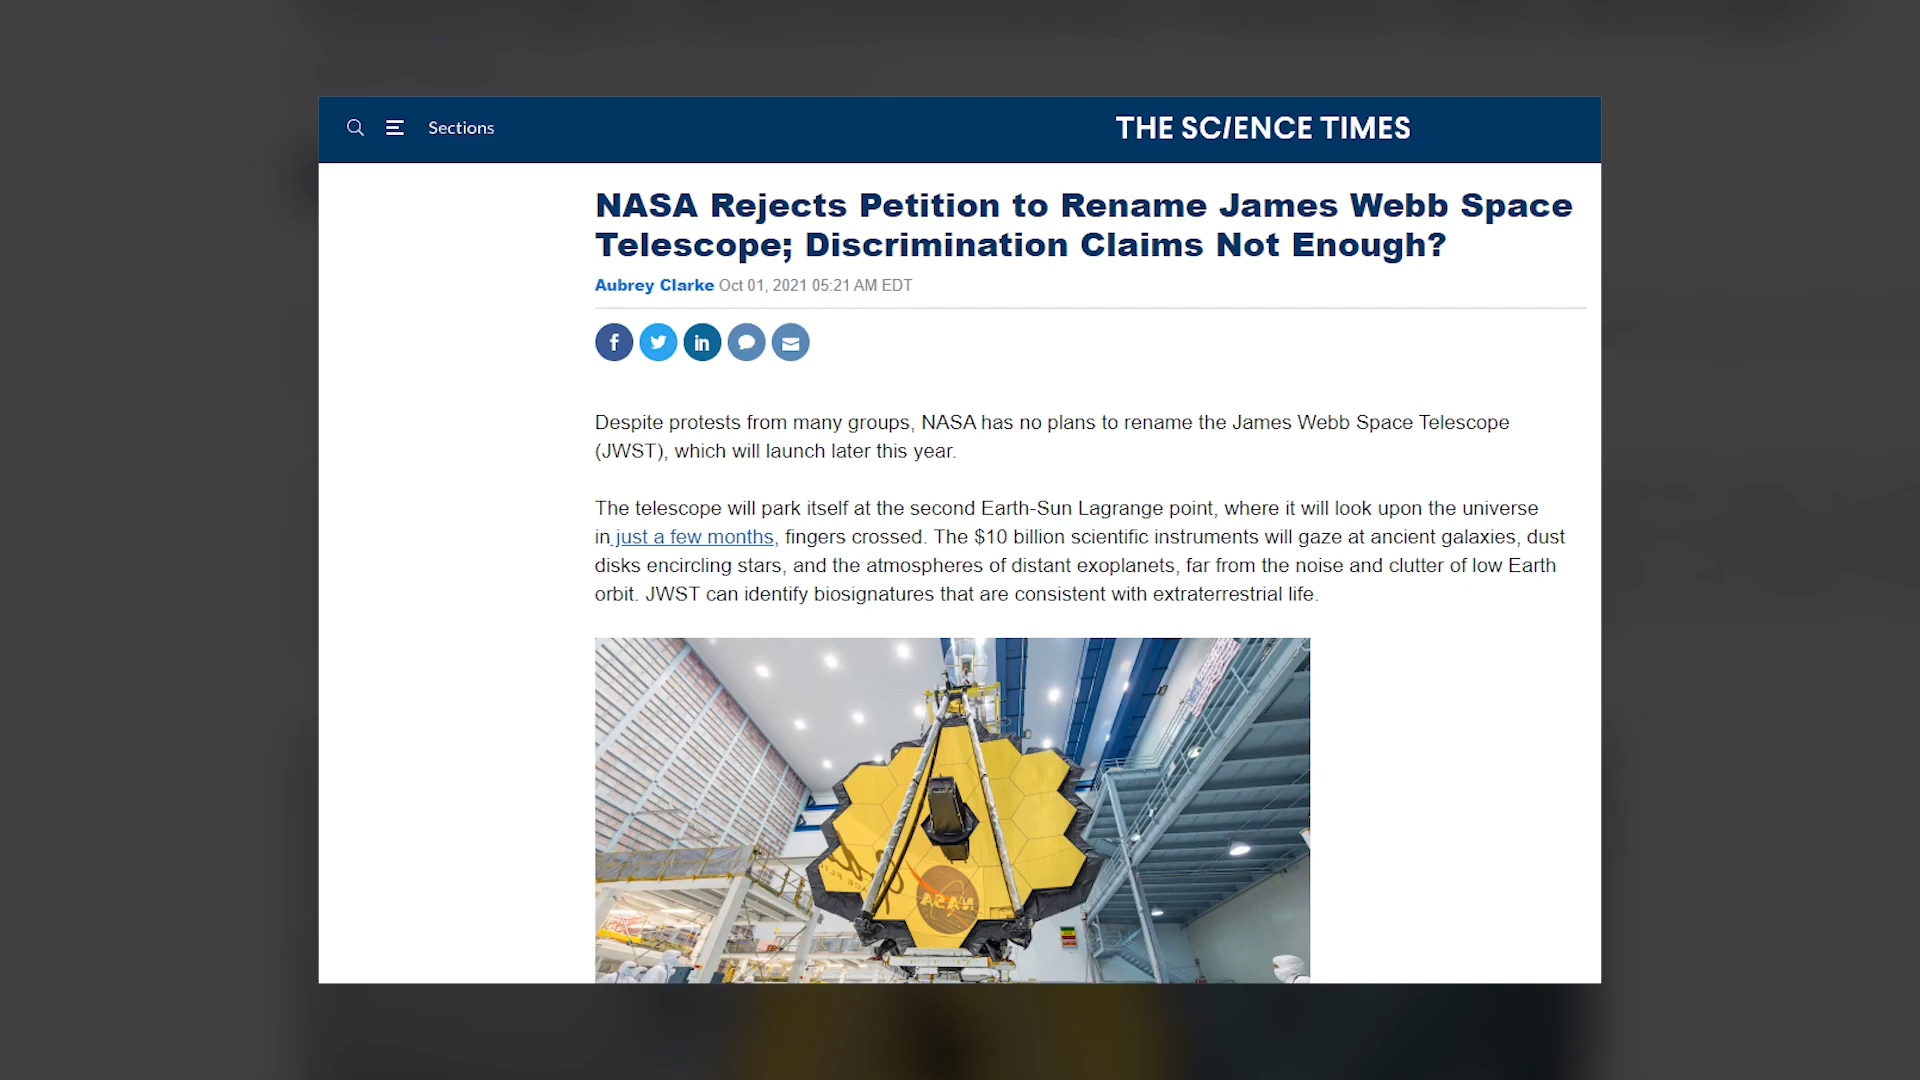 Sections
THE SCIENCE TIMES
NASA Rejects Petition to Rename James Webb Space
Telescope; Discrimination Claims Not Enough?
Aubrey Clarke Oct 01, 2021 05:21 AM EDT
Despite protests from many groups, NASA has no plans to rename the James Webb Space Telescope
(JWST), which will launch later this year.
The telescope will park itself at the second Earth-Sun Lagrange point, where it will look upon the universe
in just a few months, fingers crossed. The $10 billion scientific instruments will gaze at ancient galaxies, dust
disks encircling stars, and the atmospheres of distant exoplanets, far from the noise and clutter of low Earth
orbit. JWST can identify biosignatures that are consistent with extraterrestrial life.
NASA